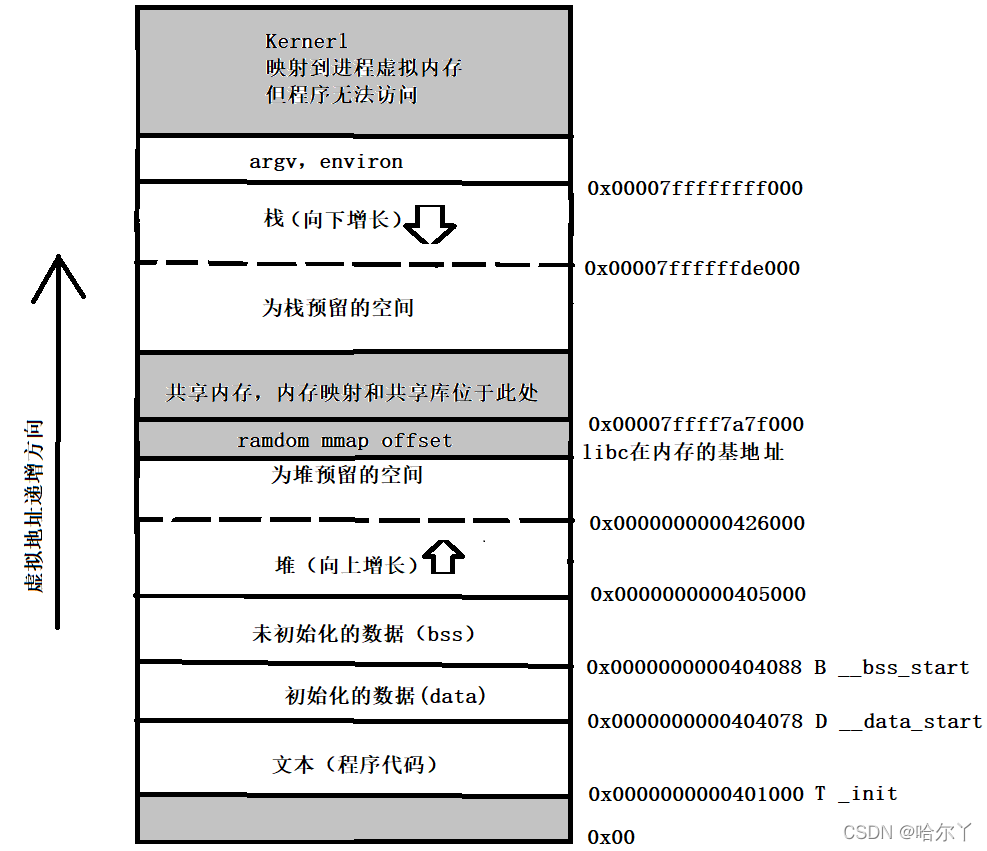 Kernerl
映射到进程虚拟内存
但程序无法访问
argv，environ
0x00007ffffffff000
栈（向下增长）
0x00007ffffffde000
为栈预留的空间
共享内存，内存映射和共享库位于此处
0x00007ffff7a7f000
libc在内存的基地址
ramdom mmap offset
为堆预留的空间
0x0000000000426000
堆（向上增长）
0x0000000000405000
未初始化的数据（bss）
0x0000000000404088 B __bss_start
初始化的数据(data)
0x0000000000404078 D __data_start
文本（程序代码）
0x0000000000401000 T _init
0x00
虚拟地址递增方向
CSDN @哈尔丫